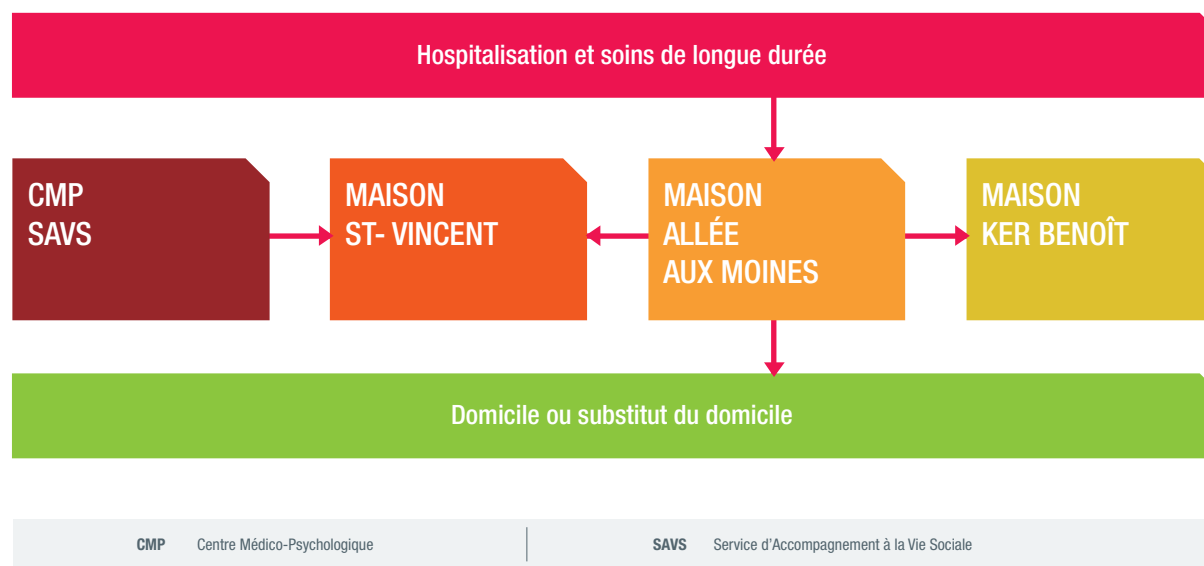 Hospitalisation et soins de longue durée
CMP
SAVS
MAISON
ST- VINCENT
MAISON
ALLÉE
AUX MOINES
MAISON
KER BENOÎT
Domicile ou substitut du domicile
CMP Centre Médico-Psychologique
SAVS Service d'Accompagnement à la Vie Sociale